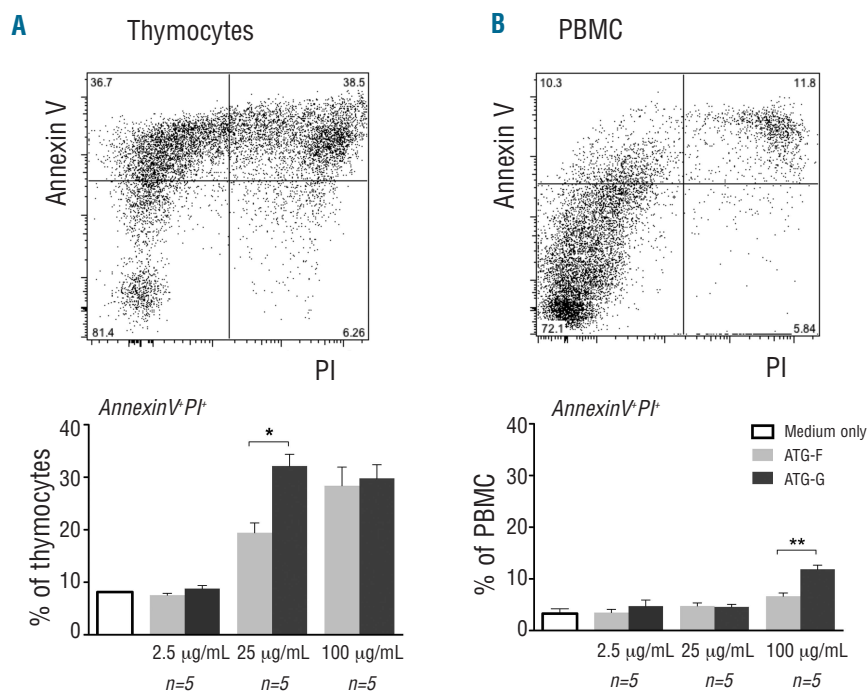 A
Thymocytes
36.7
38.5
Annexin V
81.4
6.26
PI
AnnexinV+PI+
40
30
20
10
0
% of thymocytes
*
2.5 µg/mL 25 µg/mL 100 µg/mL
n=5 n=5 n=5
B
PBMC
10.3
11.8
Annexin V
72.1
5.84
PI
AnnexinV+PI+
40
30
20
10
0
% of PBMC
Medium only
ATG-F
ATG-G
**
2.5 µg/mL 25 µg/mL 100 µg/mL
n=5 n=5 n=5